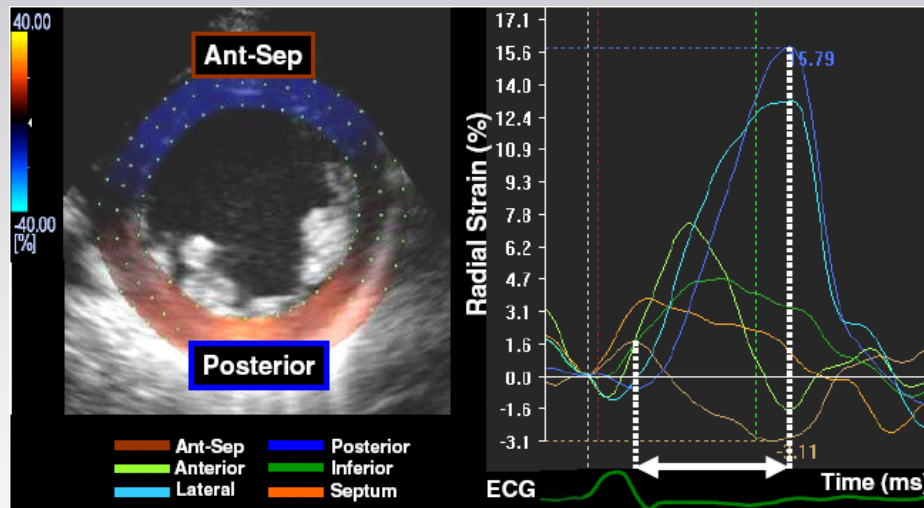 40.00
-40.00
[%]
Ant-Sep
Posterior
Ant-Sep
Anterior
Lateral
Posterior
Inferior
Septum
Radial Strain (%)
17.1
15.6
14.0
12.4
10.9
9.3
7.8
6.2
4.7
3.1
1.6
0.0
-1.6
-3.1
5.79
-3.11
ECG
Time (ms)